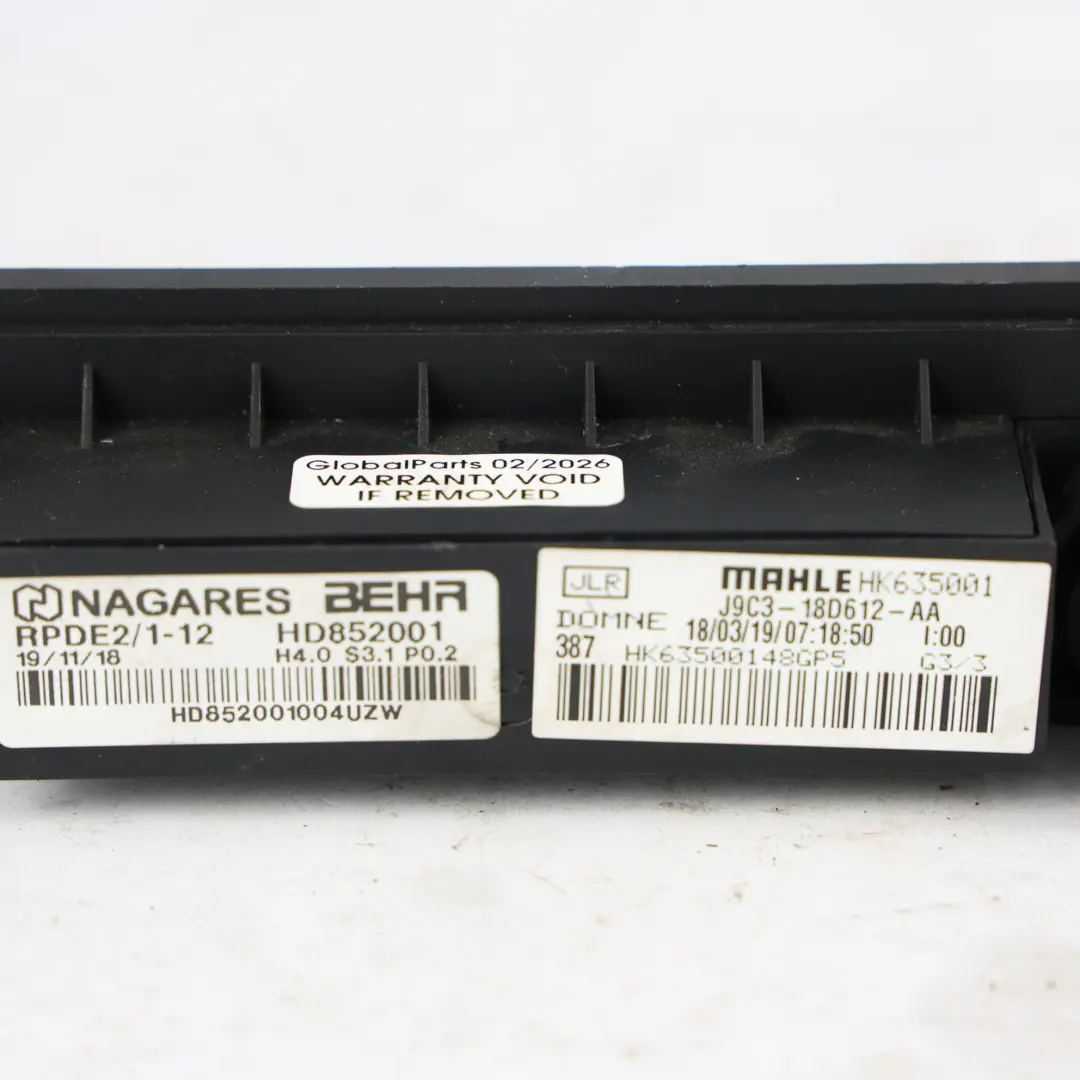 GlobalParts 02/2026
WARRANTY VOID
IF REMOVED
NAGARES BEHR
RPDE2/1-12 HD852001
19/11/18 H4.0 S3.1 P0.2
HD852001004UZW
JLR MAHLE HK635001
J9C3-18D612-AA
DOMNE 18/03/19/07:18:50 I:00
387 HK63500148GP5 G3/3